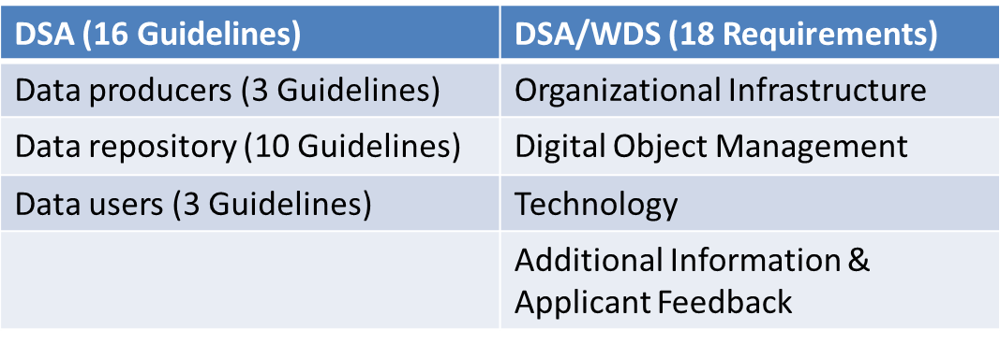 DSA (16 Guidelines)
DSA/WDS (18 Requirements)
Data producers (3 Guidelines)
Organizational Infrastructure
Data repository (10 Guidelines)
Digital Object Management
Data users (3 Guidelines)
Technology
Additional Information &
Applicant Feedback